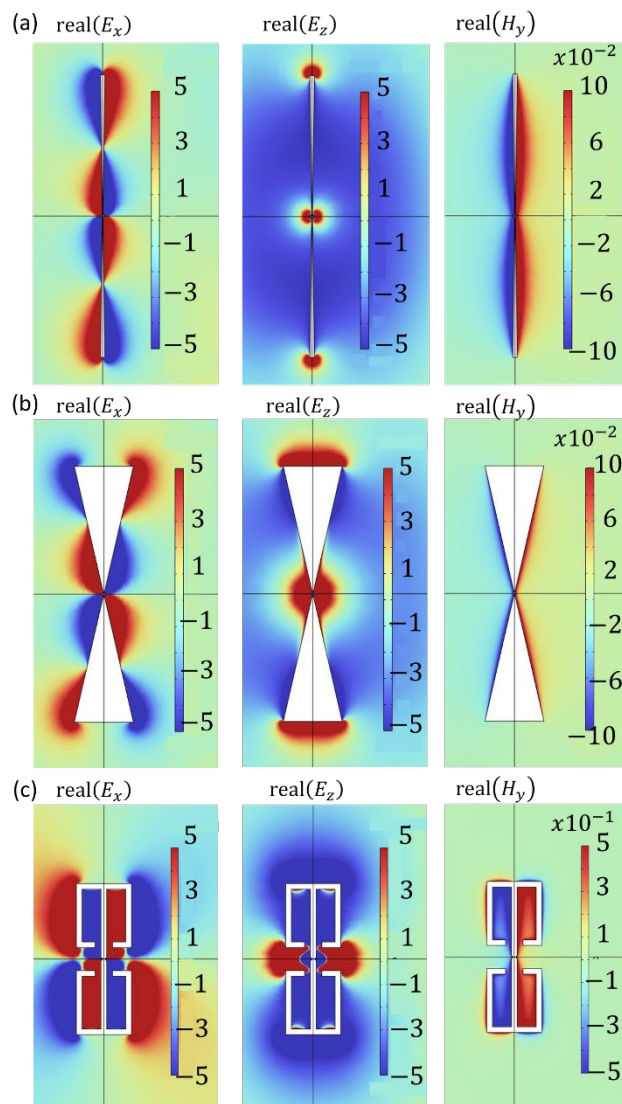 (a) real(Eₓ) real(E_z) real(H_y)
x10⁻²
5 5 10
3 3 6
1 1 2
−1 −1 −2
−3 −3 −6
−5 −5 −10
(b) real(Eₓ) real(E_z) real(H_y)
x10⁻²
5 5 10
3 3 6
1 1 2
−1 −1 −2
−3 −3 −6
−5 −5 −10
(c) real(Eₓ) real(E_z) real(H_y)
x10⁻¹
5 5 5
3 3 3
1 1 1
−1 −1 −1
−3 −3 −3
−5 −5 −5